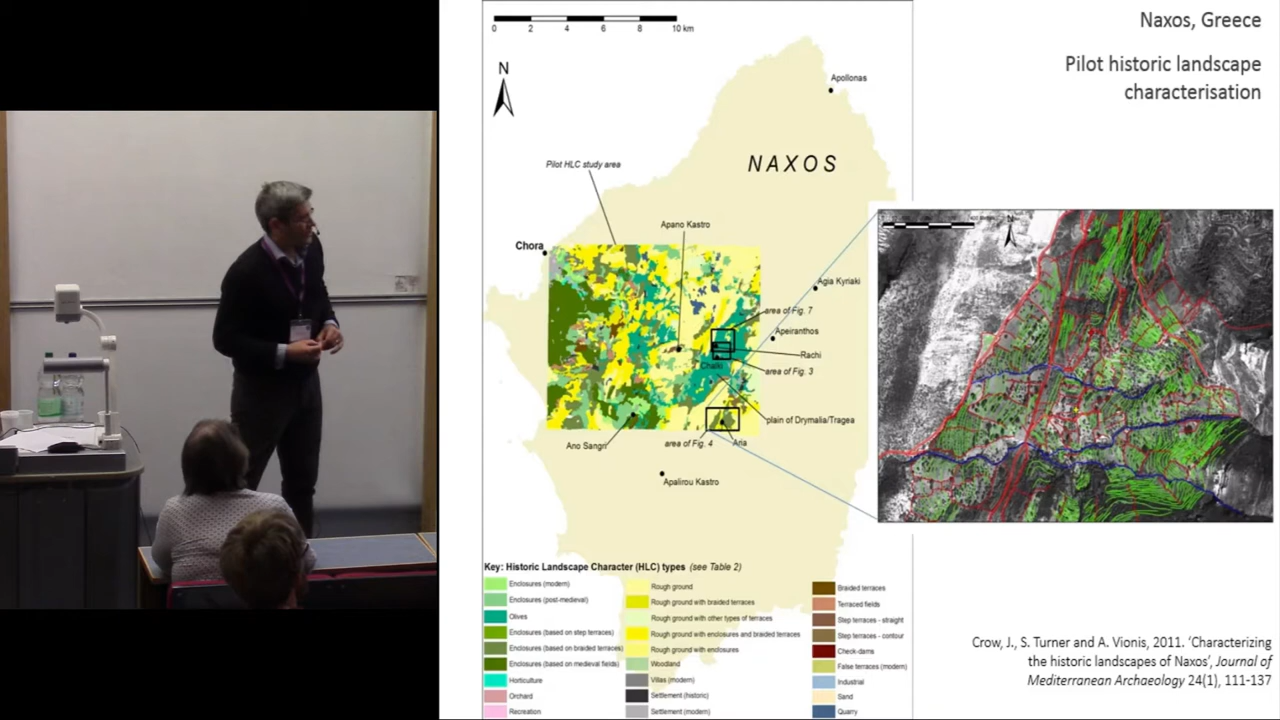 Naxos, Greece
Pilot historic landscape
characterisation
0 2 4 6 8 10 km
N
Apollonas
NAXOS
Pilot HLC study area
Apano Kastro
Chora
Agia Kyriaki
area of Fig. 7
Apeiranthos
Rachi
Chalki
area of Fig. 3
plain of Drymalia/Tragea
Ano Sangri
area of Fig. 4
Aria
Apalirou Kastro
N
Key: Historic Landscape Character (HLC) types (see Table 2)
Enclosures (modern)
Enclosures (post-medieval)
Olives
Enclosures (based on step terraces)
Enclosures (based on braided terraces)
Enclosures (based on medieval fields)
Horticulture
Orchard
Recreation
Rough ground
Rough ground with braided terraces
Rough ground with other types of terraces
Rough ground with enclosures and braided terraces
Rough ground with enclosures
Woodland
Villas (modern)
Settlement (historic)
Settlement (modern)
Braided terraces
Terraced fields
Step terraces - straight
Step terraces - contour
Check-dams
False terraces (modern)
Industrial
Sand
Quarry
Crow, J., S. Turner and A. Vionis, 2011. 'Characterizing
the historic landscapes of Naxos', Journal of
Mediterranean Archaeology 24(1), 111-137